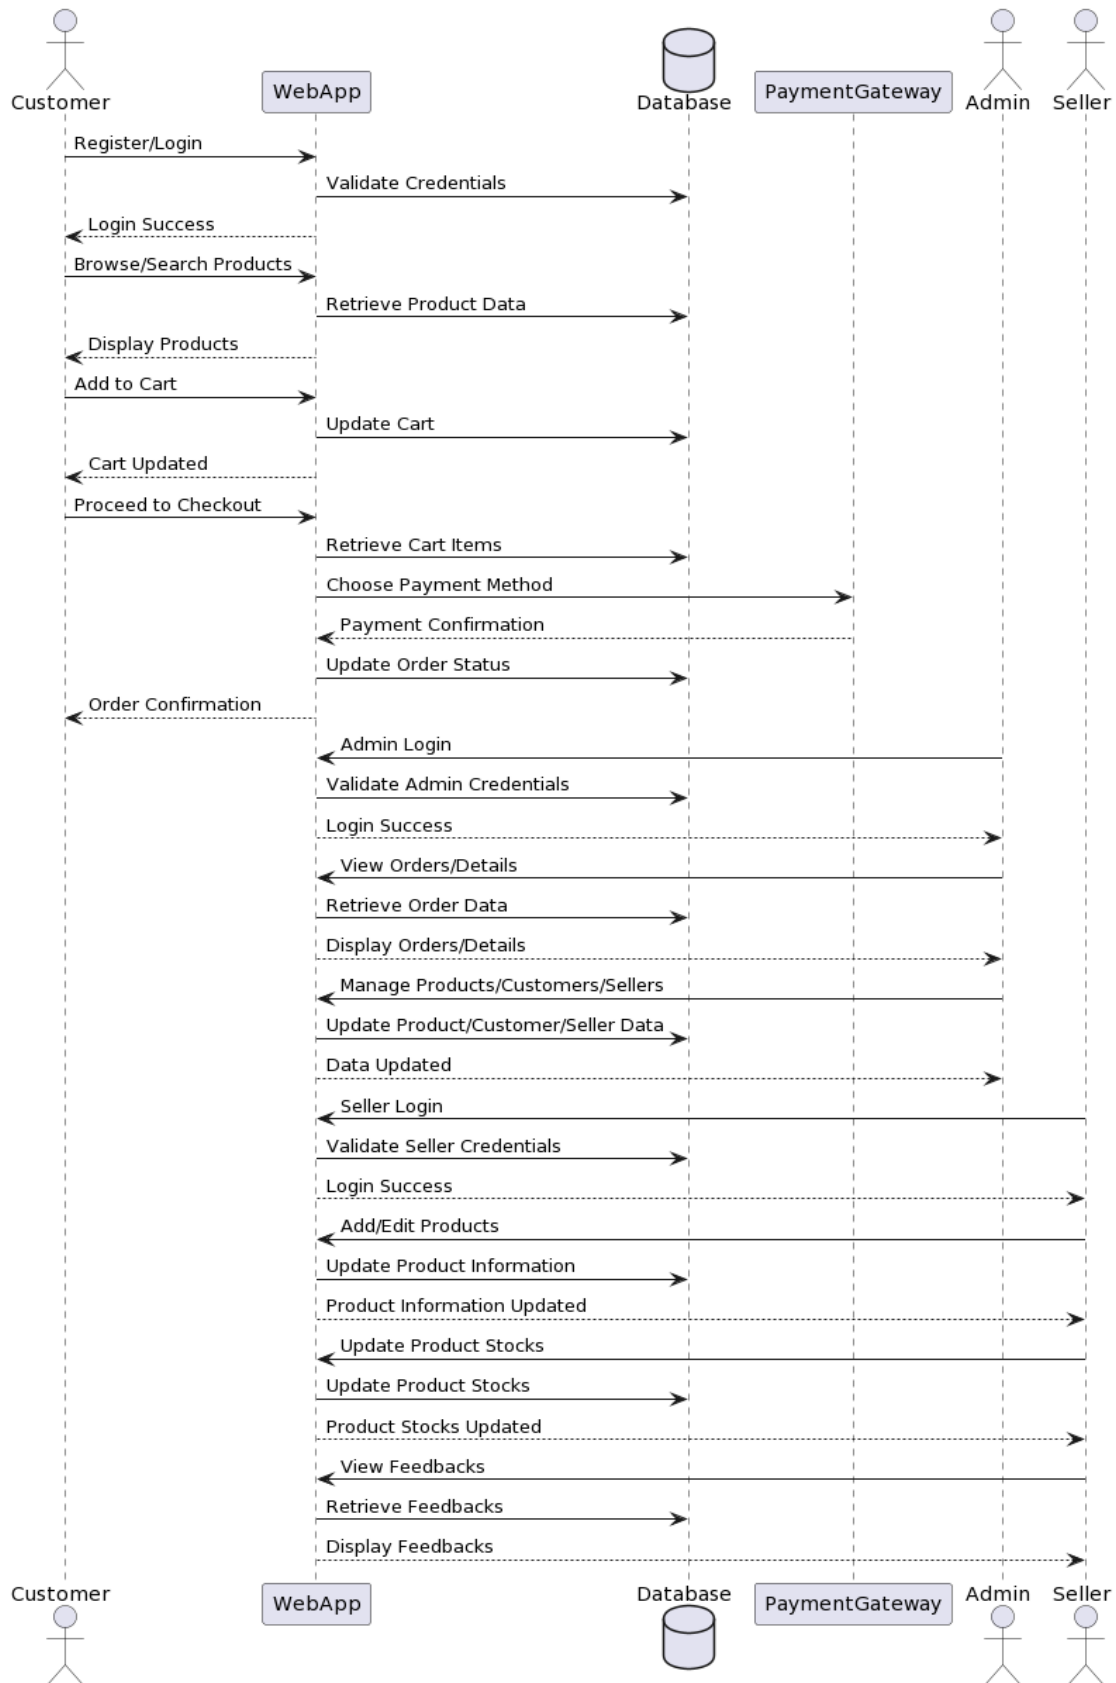 Customer
WebApp
Database
PaymentGateway
Admin
Seller
Register/Login
Validate Credentials
Login Success
Browse/Search Products
Retrieve Product Data
Display Products
Add to Cart
Update Cart
Cart Updated
Proceed to Checkout
Retrieve Cart Items
Choose Payment Method
Payment Confirmation
Update Order Status
Order Confirmation
Admin Login
Validate Admin Credentials
Login Success
View Orders/Details
Retrieve Order Data
Display Orders/Details
Manage Products/Customers/Sellers
Update Product/Customer/Seller Data
Data Updated
Seller Login
Validate Seller Credentials
Login Success
Add/Edit Products
Update Product Information
Product Information Updated
Update Product Stocks
Update Product Stocks
Product Stocks Updated
View Feedbacks
Retrieve Feedbacks
Display Feedbacks
Customer
WebApp
Database
PaymentGateway
Admin
Seller